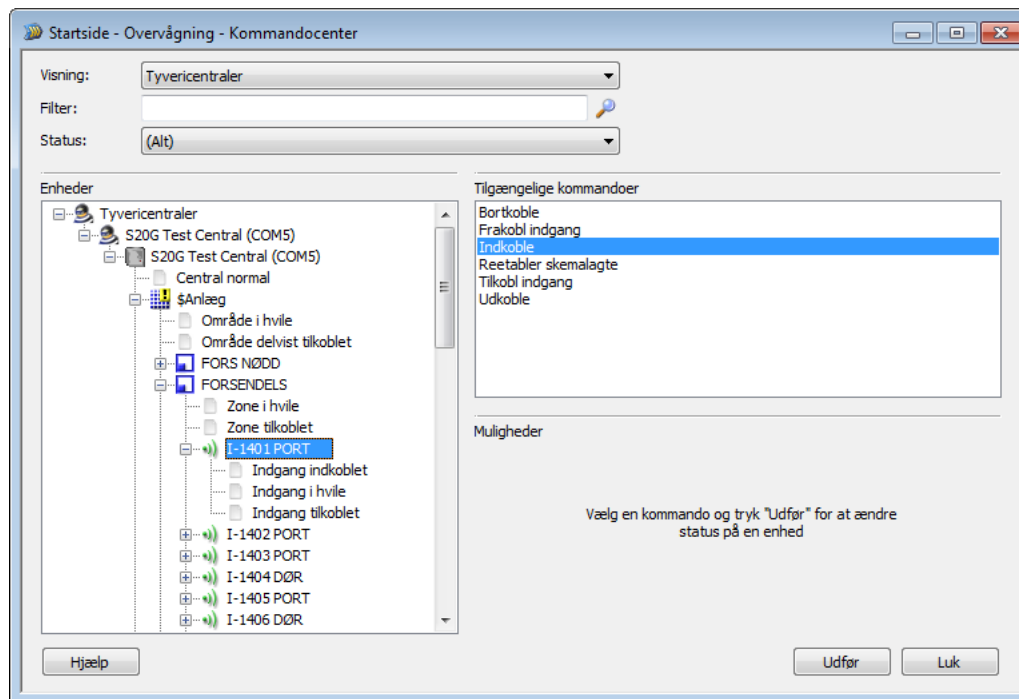 Startside - Overvågning - Kommandocenter
Visning:
Tyvericentraler
Filter:
Status:
(Alt)
Enheder
Tyvericentraler
S20G Test Central (COM5)
S20G Test Central (COM5)
Central normal
$Anlæg
Område i hvile
Område delvist tilkoblet
FORS NØDD
FORSENDELS
Zone i hvile
Zone tilkoblet
I-1401 PORT
Indgang indkoblet
Indgang i hvile
Indgang tilkoblet
I-1402 PORT
I-1403 PORT
I-1404 DØR
I-1405 PORT
I-1406 DØR
Tilgængelige kommandoer
Bortkoble
Frakobl indgang
Indkoble
Reetabler skemalagte
Tilkobl indgang
Udkoble
Muligheder
Vælg en kommando og tryk "Udfør" for at ændre
status på en enhed
Hjælp
Udfør
Luk